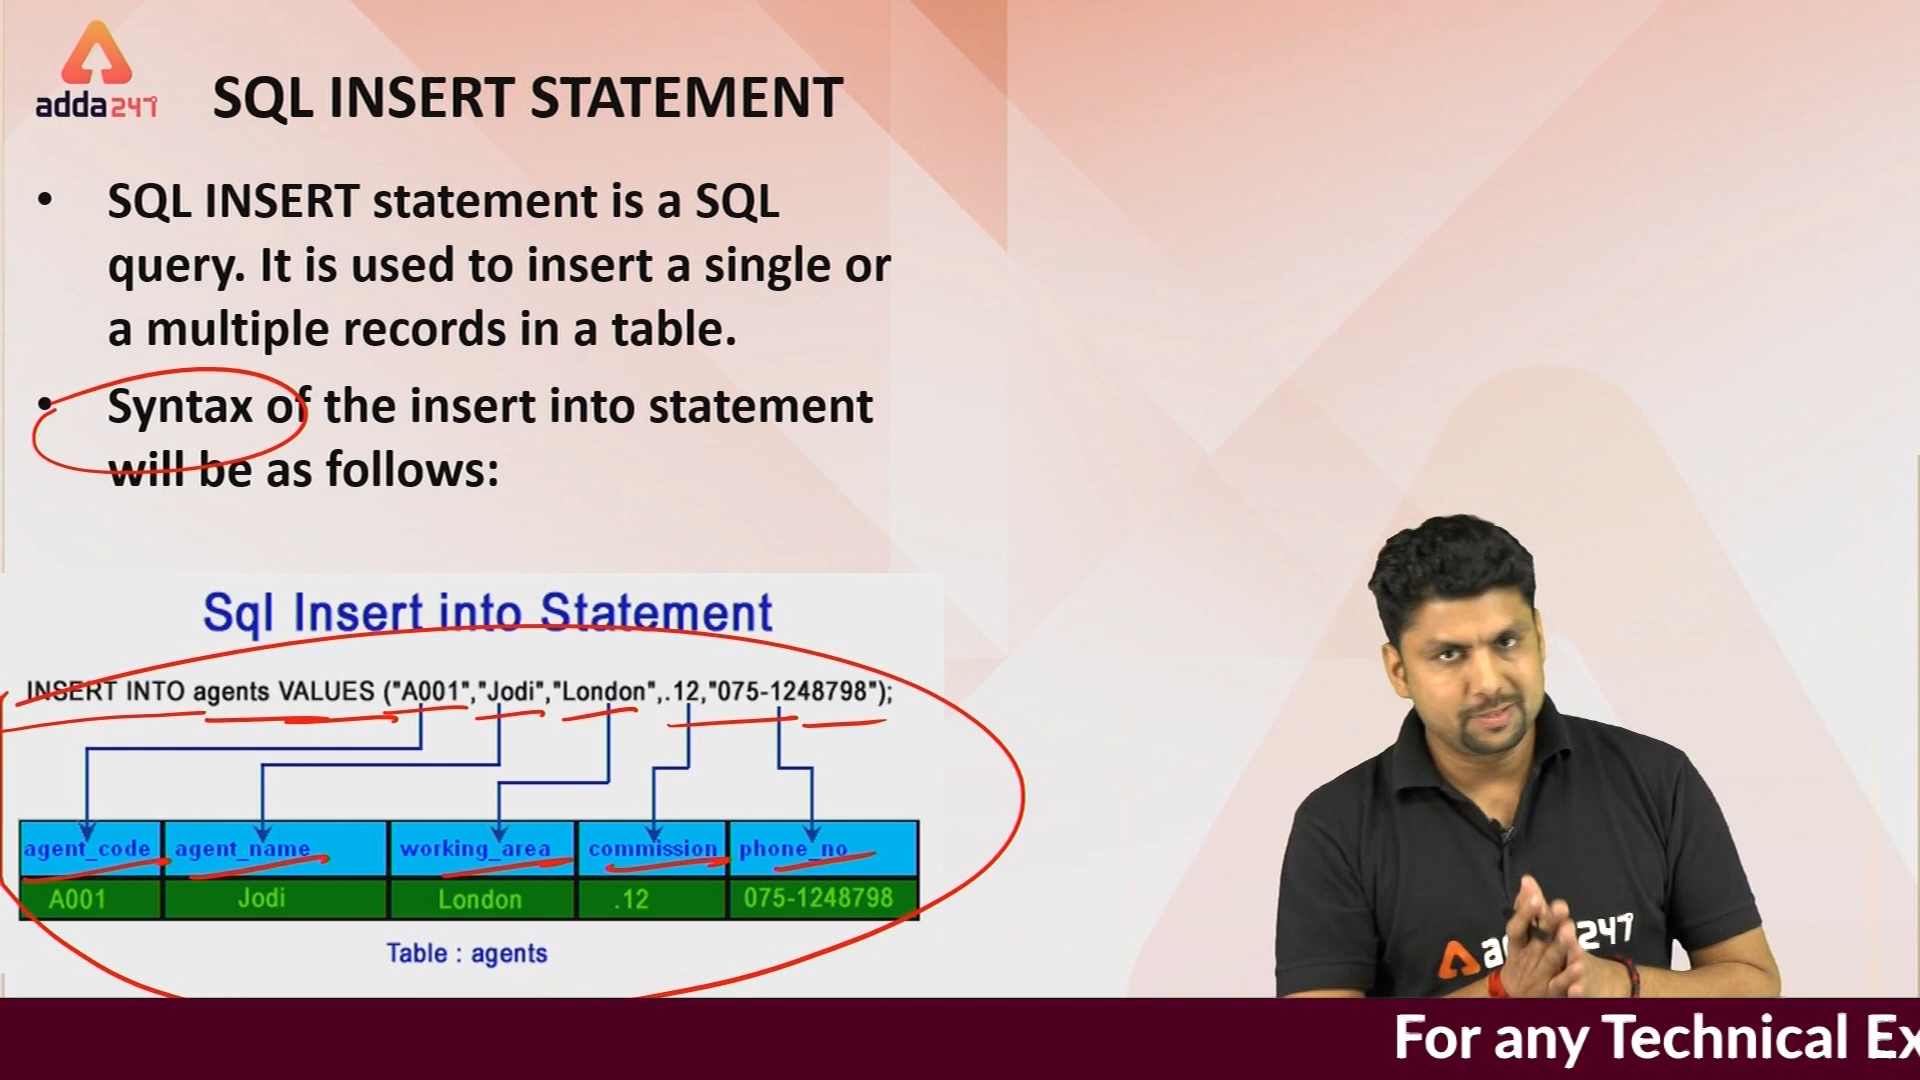 adda247
SQL INSERT STATEMENT
• SQL INSERT statement is a SQL
query. It is used to insert a single or
a multiple records in a table.
• Syntax of the insert into statement
will be as follows:
Sql Insert into Statement
INSERT INTO agents VALUES ("A001","Jodi","London",.12,"075-1248798");
agent_code agent_name working_area commission phone_no
A001 Jodi London .12 075-1248798
Table : agents
247
For any Technical Ex